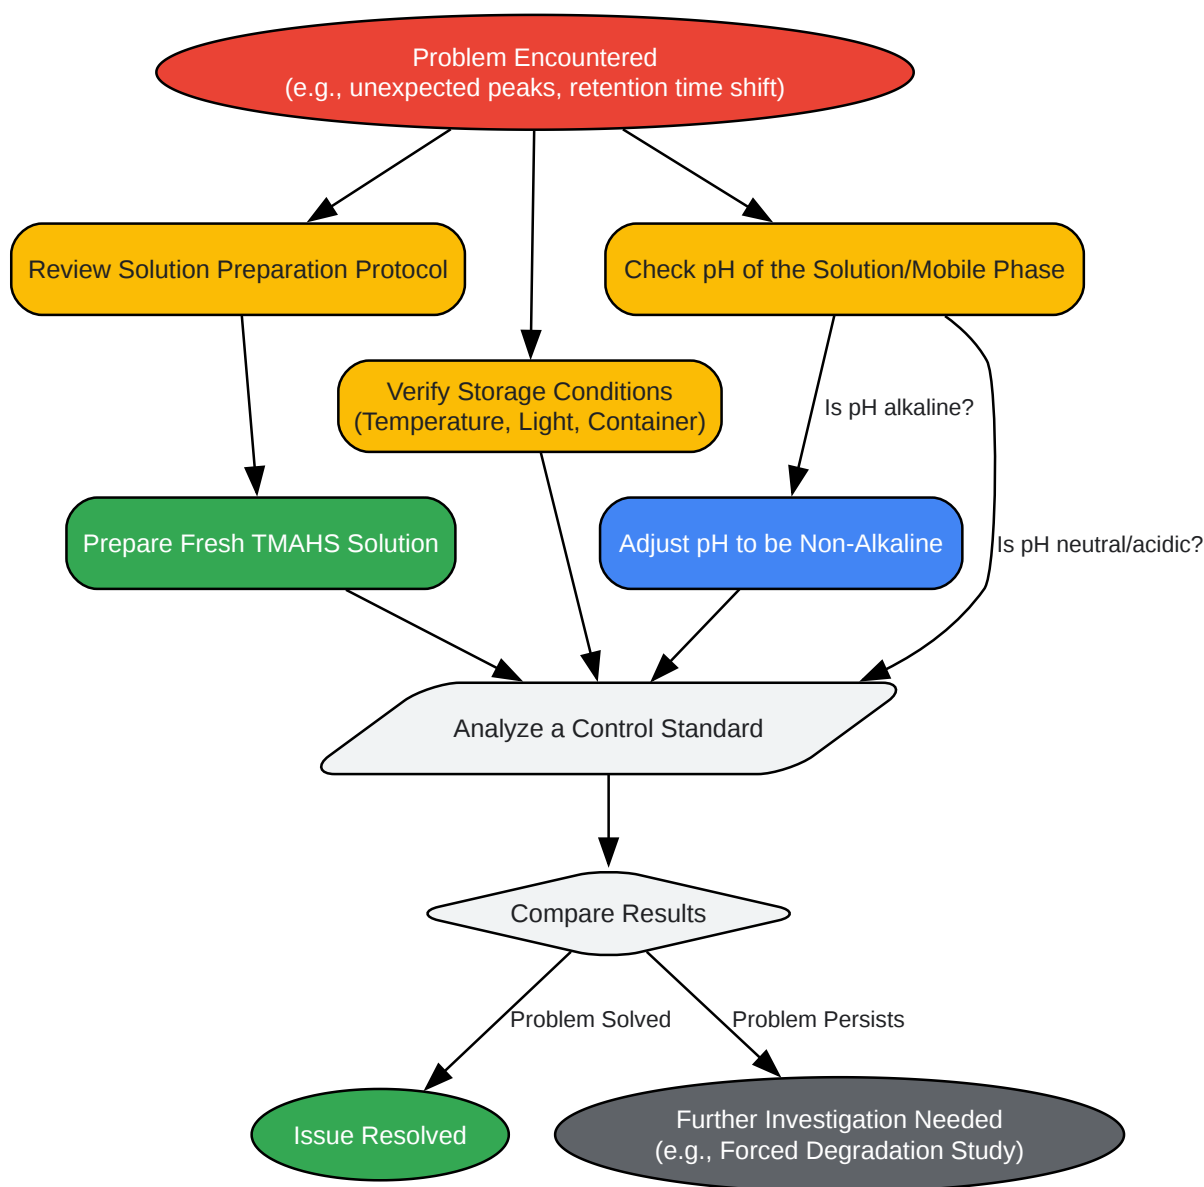 Problem Encountered
(e.g., unexpected peaks, retention time shift)
Review Solution Preparation Protocol
Check pH of the Solution/Mobile Phase
Verify Storage Conditions
(Temperature, Light, Container)
Is pH alkaline?
Prepare Fresh TMAHS Solution
Adjust pH to be Non-Alkaline
Is pH neutral/acidic?
Analyze a Control Standard
Compare Results
Problem Solved
Problem Persists
Issue Resolved
Further Investigation Needed
(e.g., Forced Degradation Study)